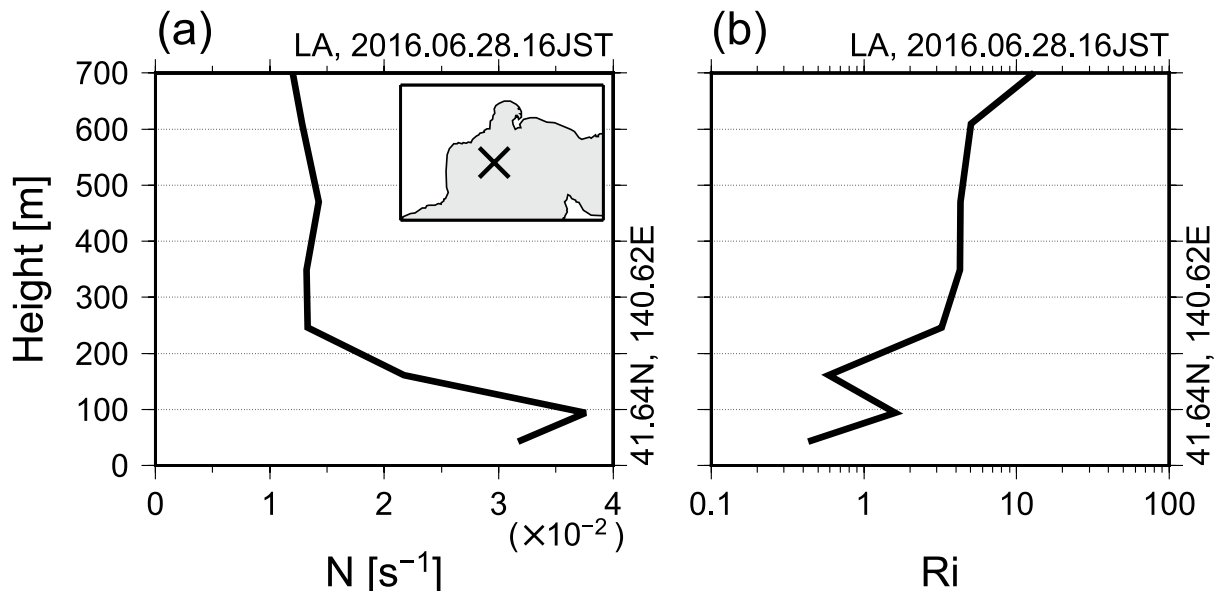 (a)
LA, 2016.06.28.16JST
700
600
500
400
300
200
100
0
Height [m]
0 1 2 3 4
(×10⁻²)
N [s⁻¹]
41.64N, 140.62E
(b)
LA, 2016.06.28.16JST
0.1 1 10 100
Ri
41.64N, 140.62E